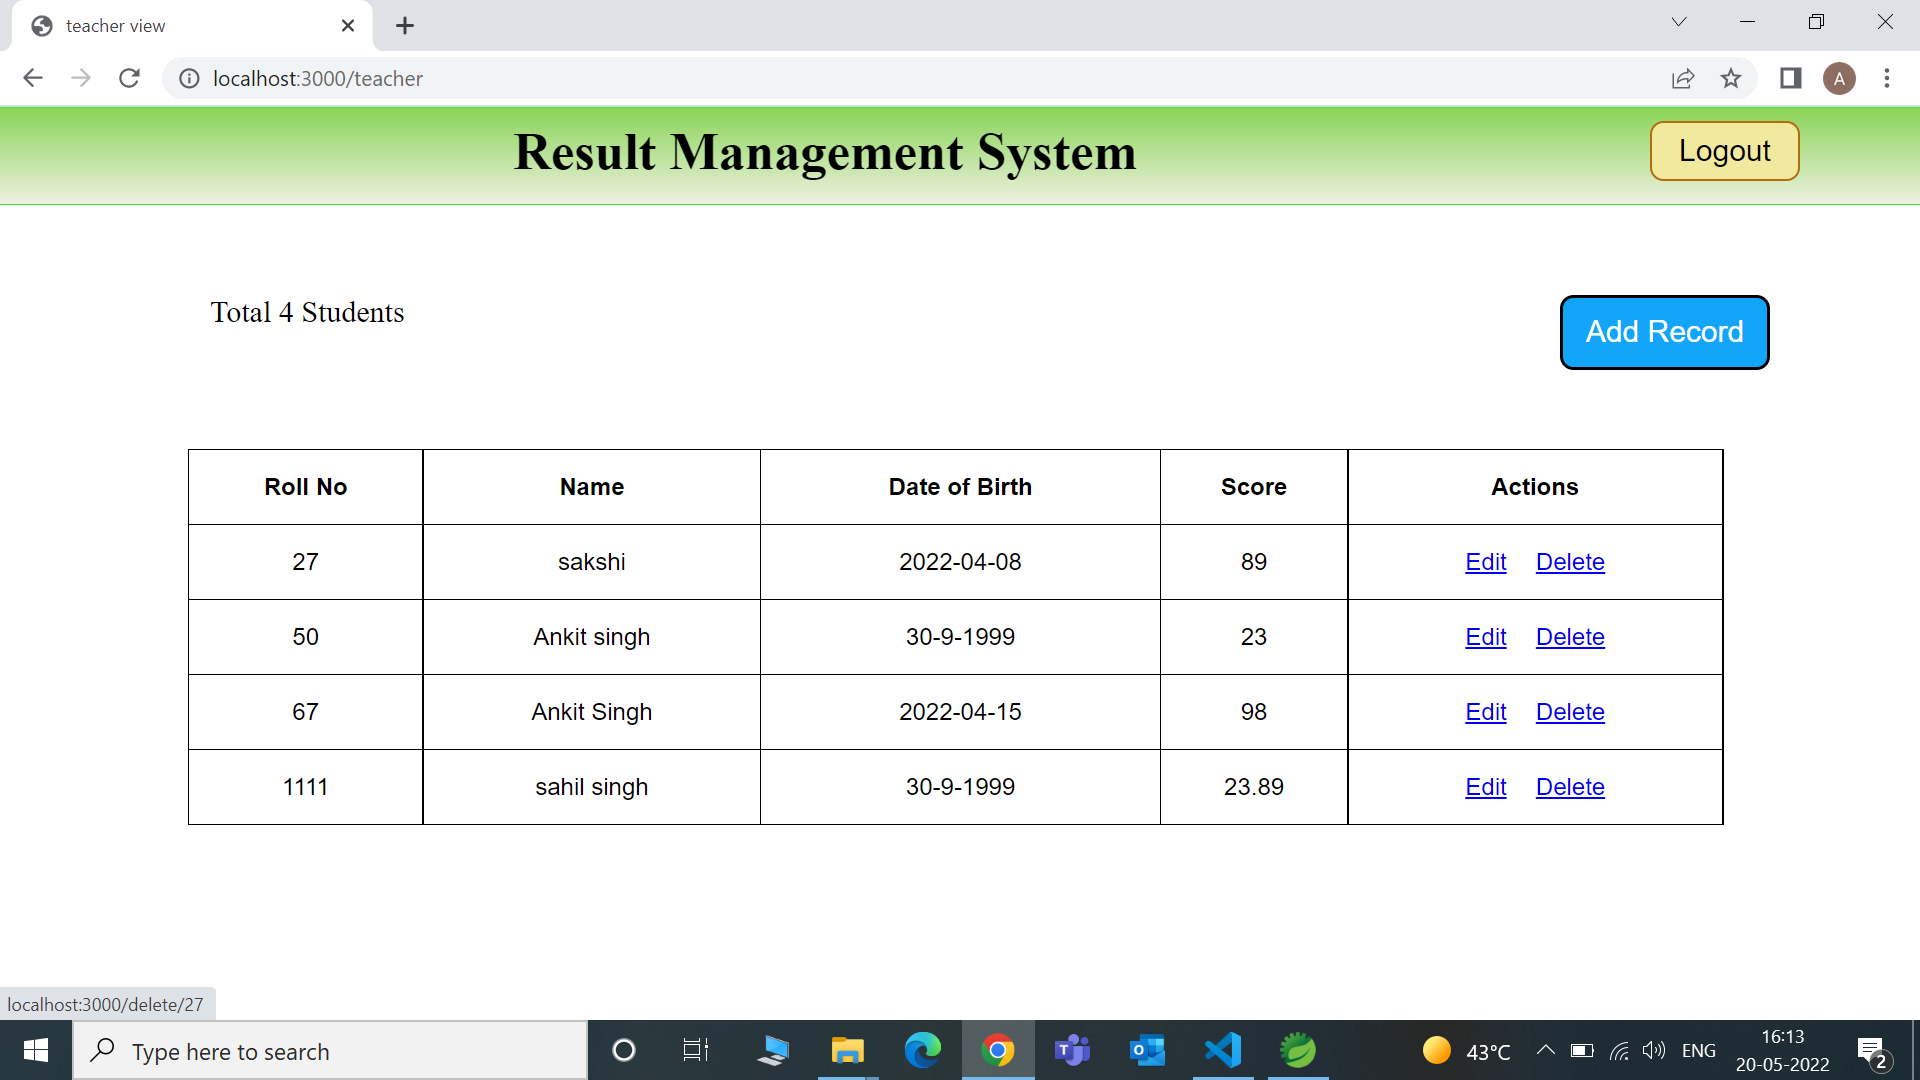 teacher view
localhost:3000/teacher
A
Result Management System
Logout
Total 4 Students
Add Record
Roll No Name Date of Birth Score Actions
27 sakshi 2022-04-08 89 Edit Delete
50 Ankit singh 30-9-1999 23 Edit Delete
67 Ankit Singh 2022-04-15 98 Edit Delete
1111 sahil singh 30-9-1999 23.89 Edit Delete
localhost:3000/delete/27
Type here to search
43°C
ENG
16:13
20-05-2022
2